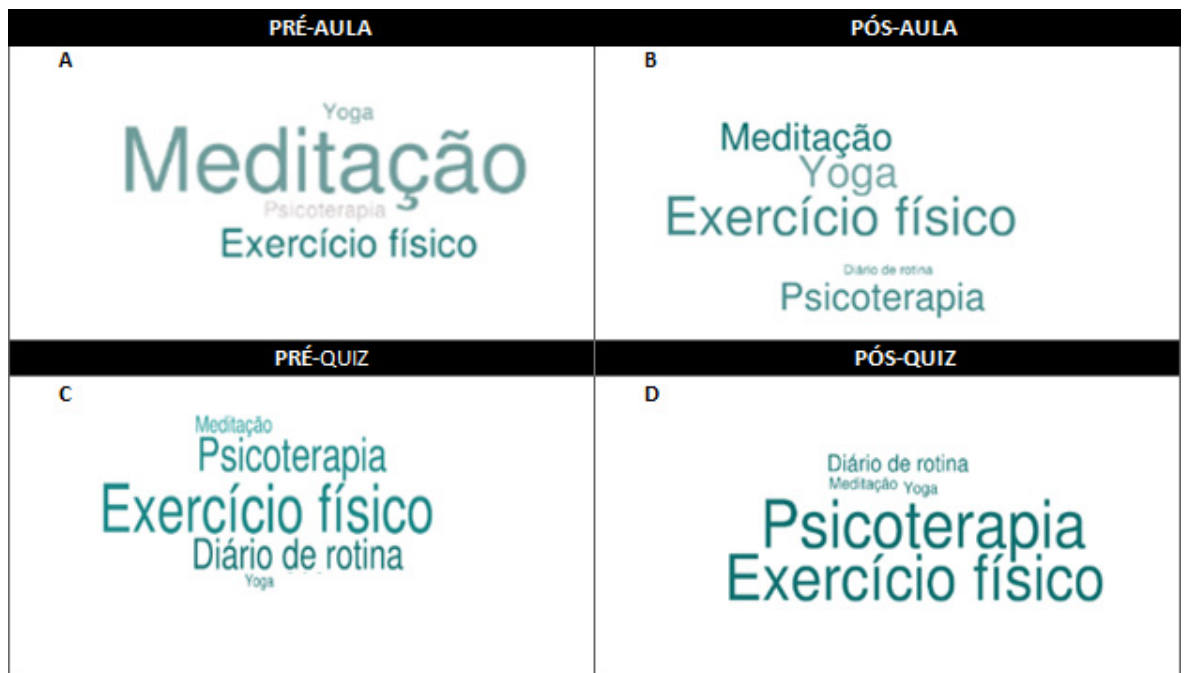 PRÉ-AULA
PÓS-AULA
A
Yoga
Meditação
Psicoterapia
Exercício físico
B
Meditação
Yoga
Exercício físico
Diário de rotina
Psicoterapia
PRÉ-QUIZ
PÓS-QUIZ
C
Meditação
Psicoterapia
Exercício físico
Diário de rotina
Yoga
D
Diário de rotina
Meditação Yoga
Psicoterapia
Exercício físico